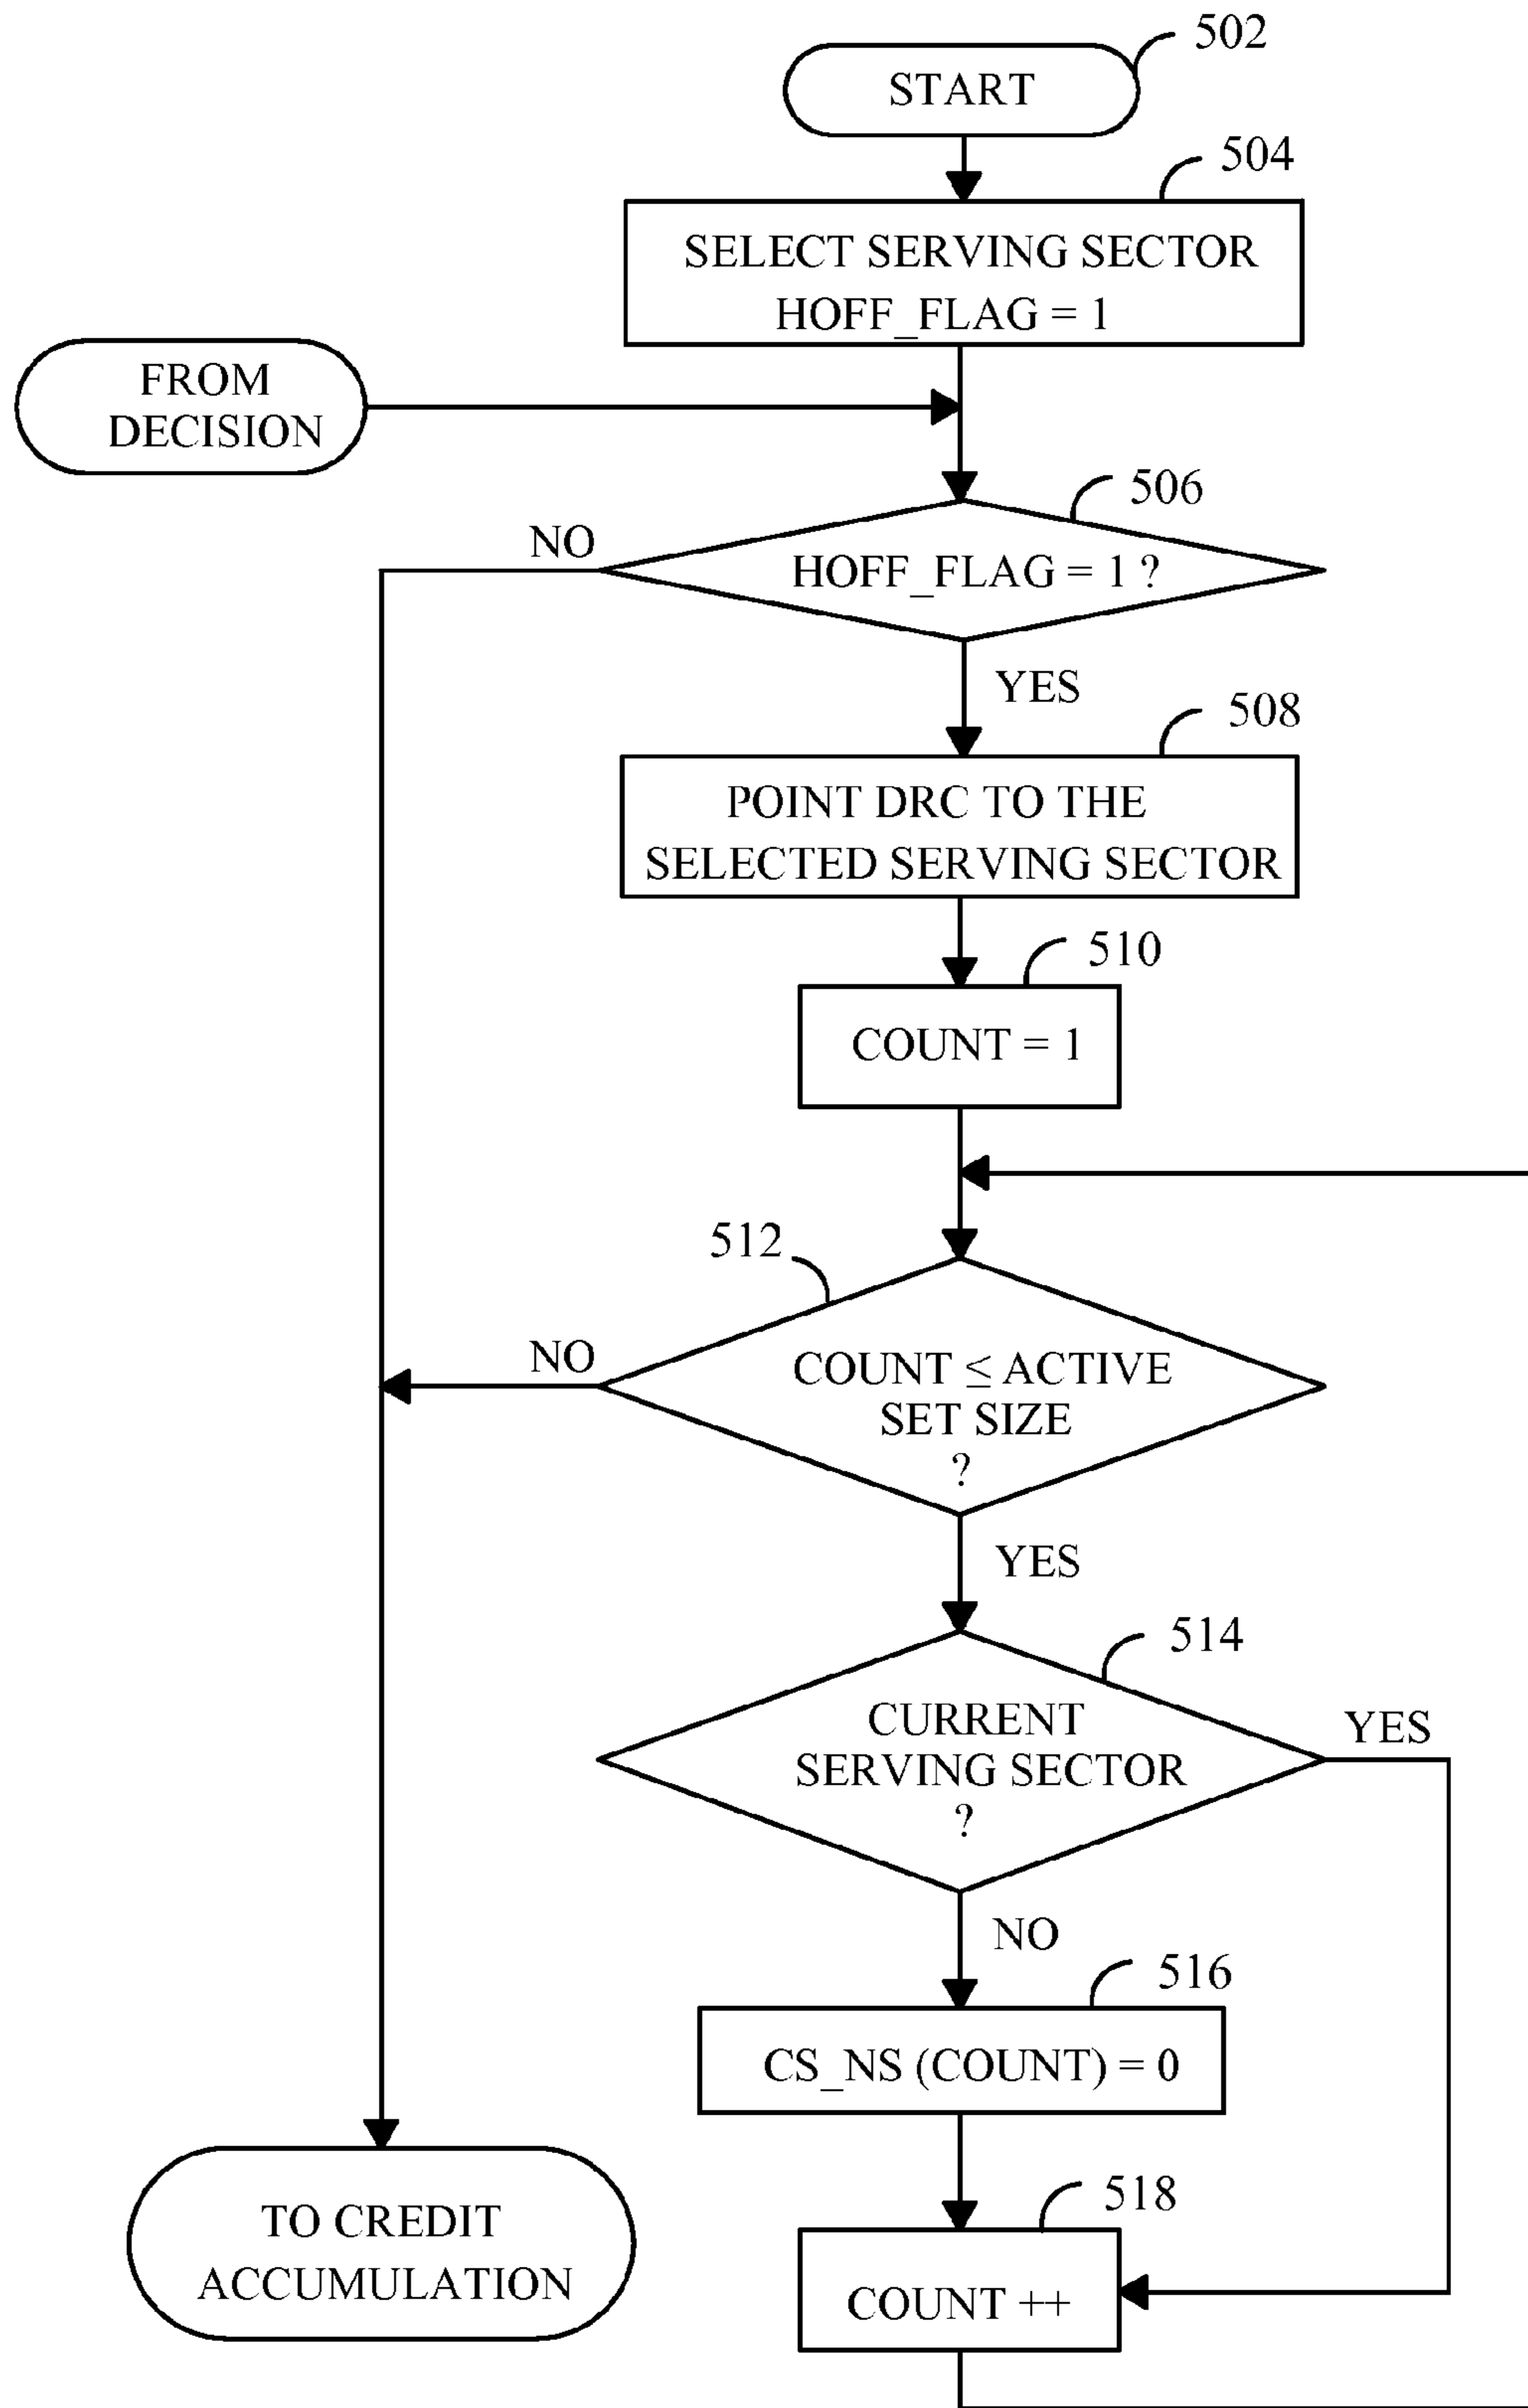 502
START
504
SELECT SERVING SECTOR
HOFF_FLAG = 1
FROM
DECISION
506
NO
HOFF_FLAG = 1 ?
YES
508
POINT DRC TO THE
SELECTED SERVING SECTOR
510
COUNT = 1
512
NO
COUNT ≤ ACTIVE
SET SIZE
?
YES
514
CURRENT
SERVING SECTOR
?
YES
NO
516
CS_NS (COUNT) = 0
518
TO CREDIT
ACCUMULATION
COUNT ++